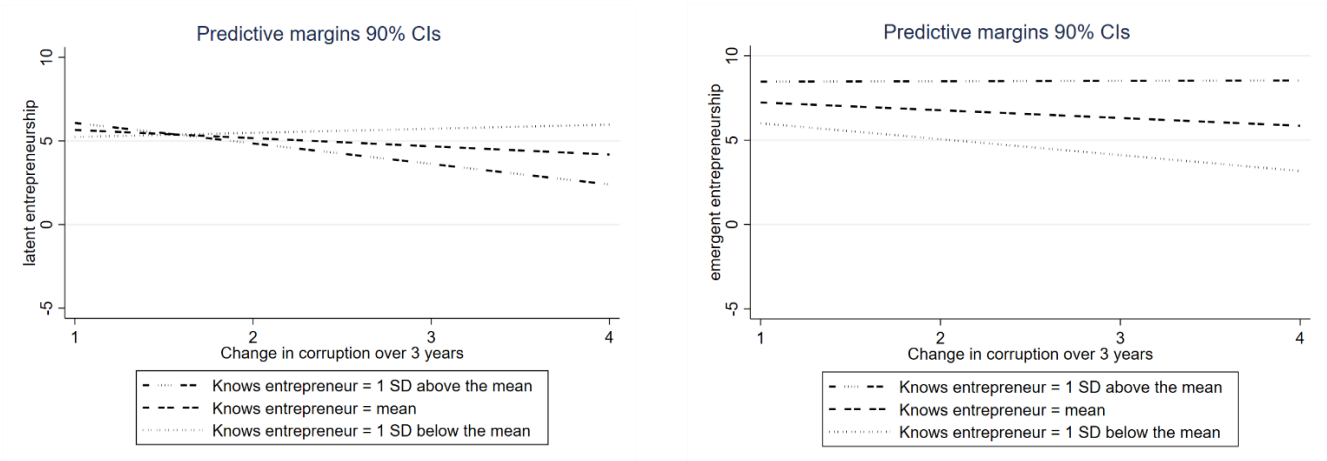 Predictive margins 90% CIs
latent entrepreneurship
10
5
0
-5
1 2 3 4
Change in corruption over 3 years
Knows entrepreneur = 1 SD above the mean
Knows entrepreneur = mean
Knows entrepreneur = 1 SD below the mean
Predictive margins 90% CIs
emergent entrepreneurship
10
5
0
-5
1 2 3 4
Change in corruption over 3 years
Knows entrepreneur = 1 SD above the mean
Knows entrepreneur = mean
Knows entrepreneur = 1 SD below the mean